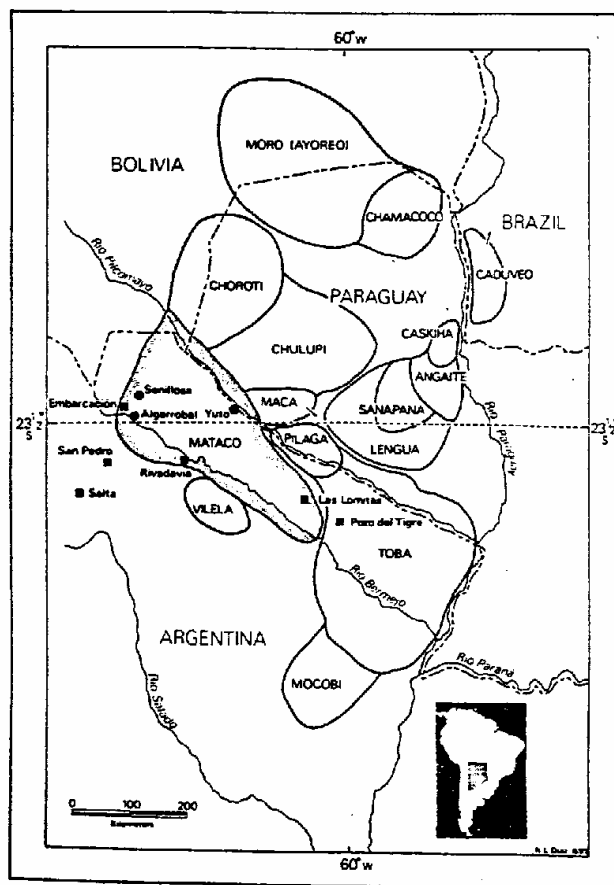 60° W
MORO (AYOREO)
BOLIVIA
CHAMACOCO
BRAZIL
Rio Pilcomayo
CADUVEO
CHOROTI
PARAGUAY
CASKIHA
CHULUPI
ANGAITE
Sandillosa
MACA
SANAPANA
Embarcación
Algarrobal
Yuto
23½ S
23½ S
PILAGA
Rio Paraguay
MATACO
LENGUA
San Pedro
Rivadavia
Salta
Las Lomitas
VILELA
Pozo del Tigre
TOBA
Rio Bermejo
ARGENTINA
Rio Paraná
MOCOBI
Rio Salado
0 100 200
Kilometers
60° W